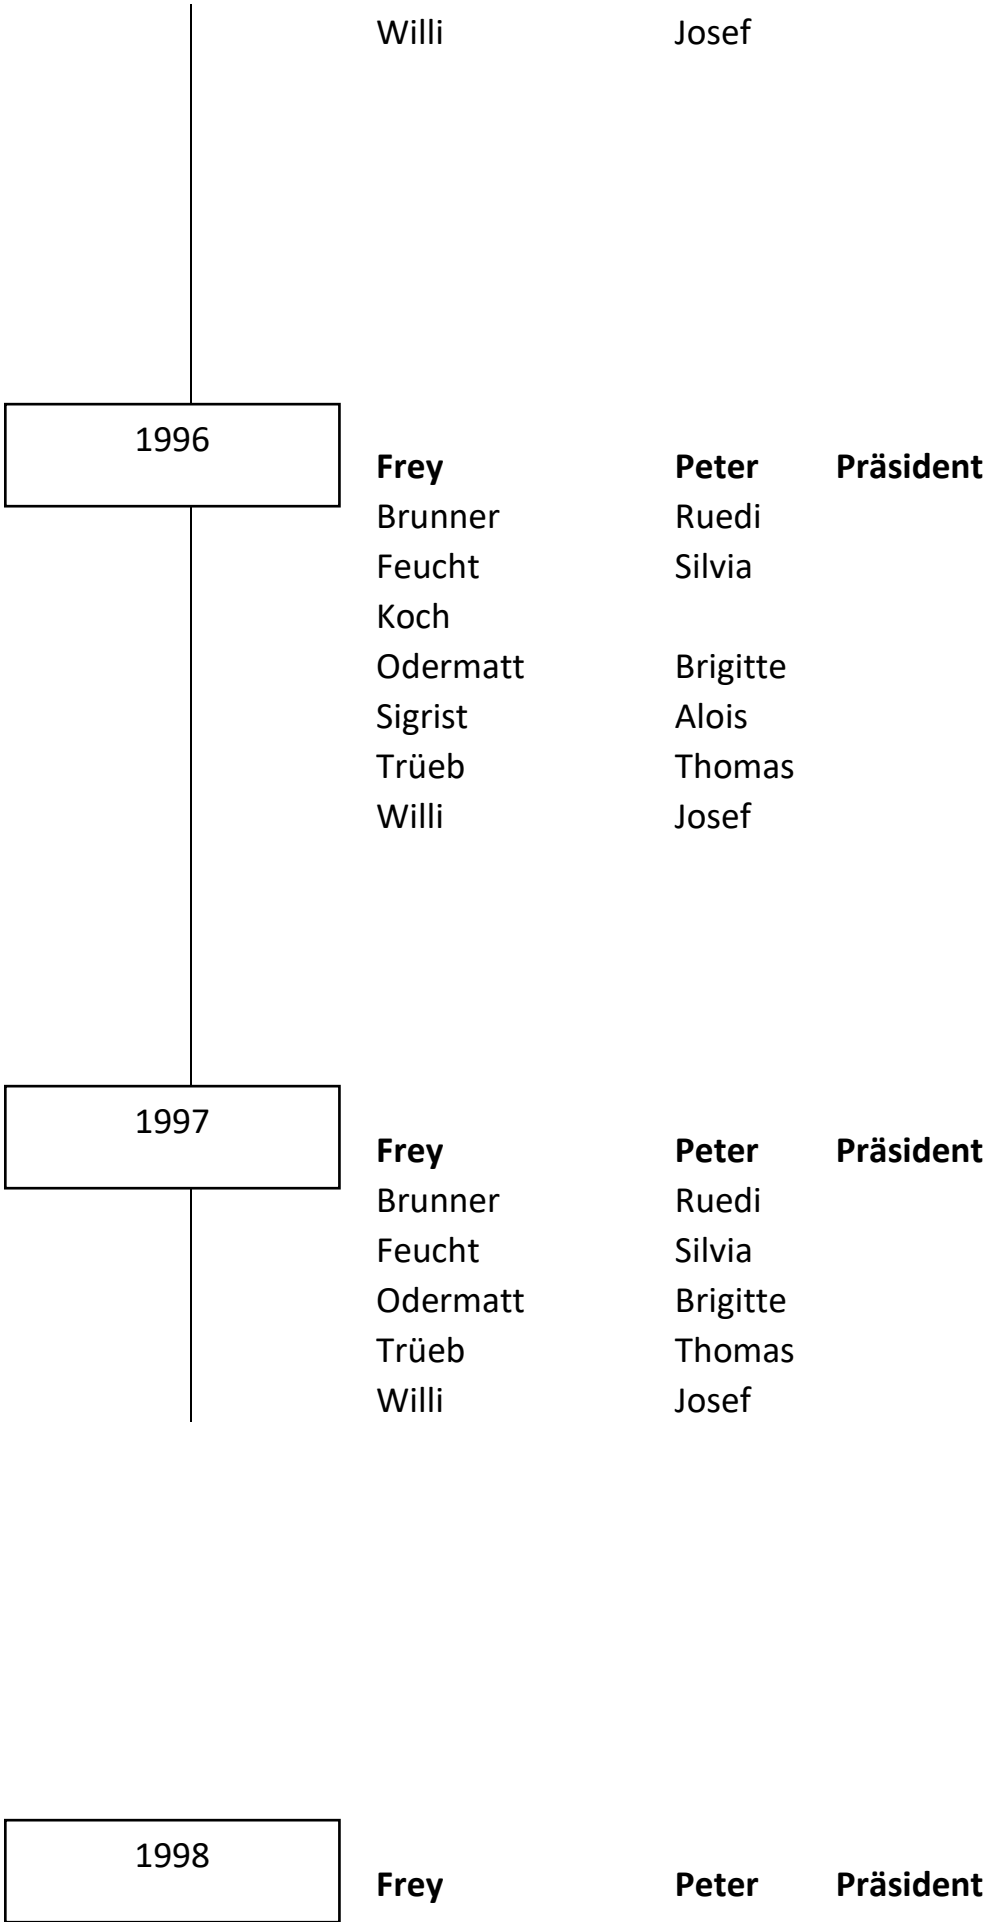 Willi Josef
1996
Frey Peter Präsident
Brunner Ruedi
Feucht Silvia
Koch
Odermatt Brigitte
Sigrist Alois
Trüeb Thomas
Willi Josef
1997
Frey Peter Präsident
Brunner Ruedi
Feucht Silvia
Odermatt Brigitte
Trüeb Thomas
Willi Josef
1998
Frey Peter Präsident